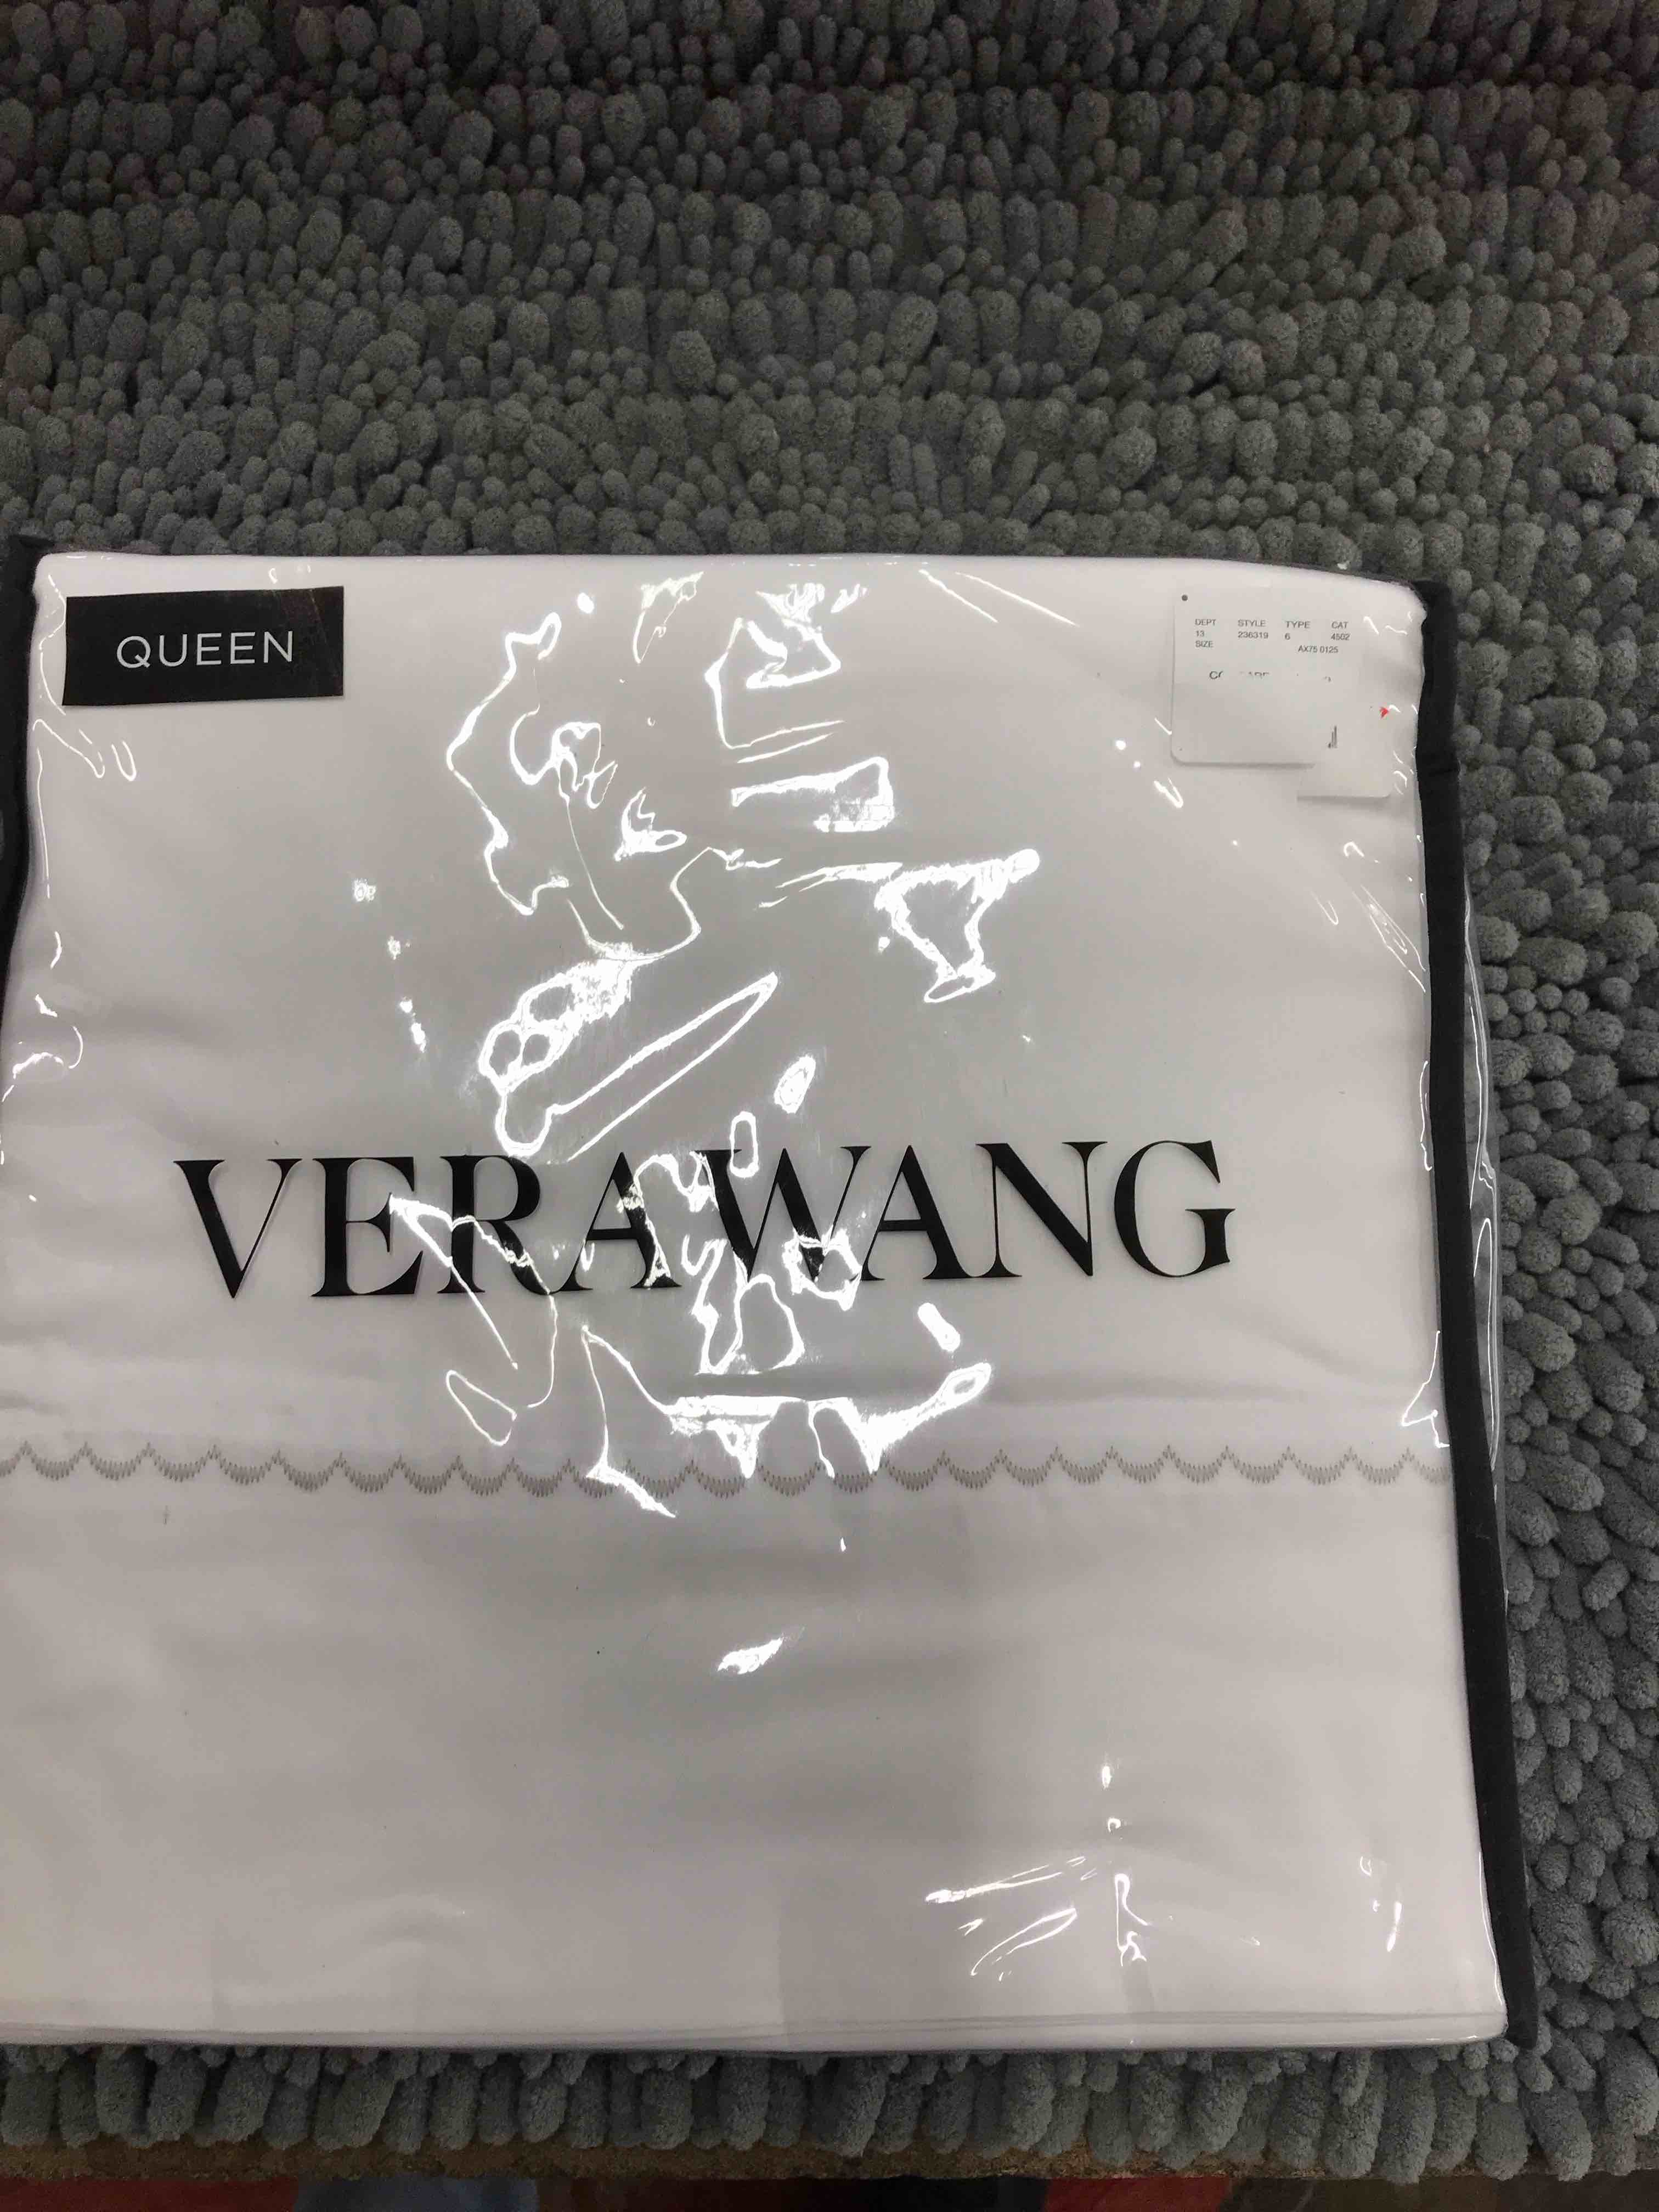 QUEEN
DEPT STYLE TYPE CAT
13 236319 6 4502
SIZE AX75 0125
VERA WANG